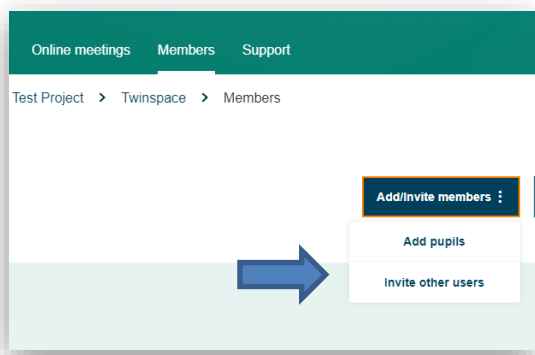 Online meetings Members Support
Test Project > Twinspace > Members
Add/Invite members ⋮
Add pupils
Invite other users